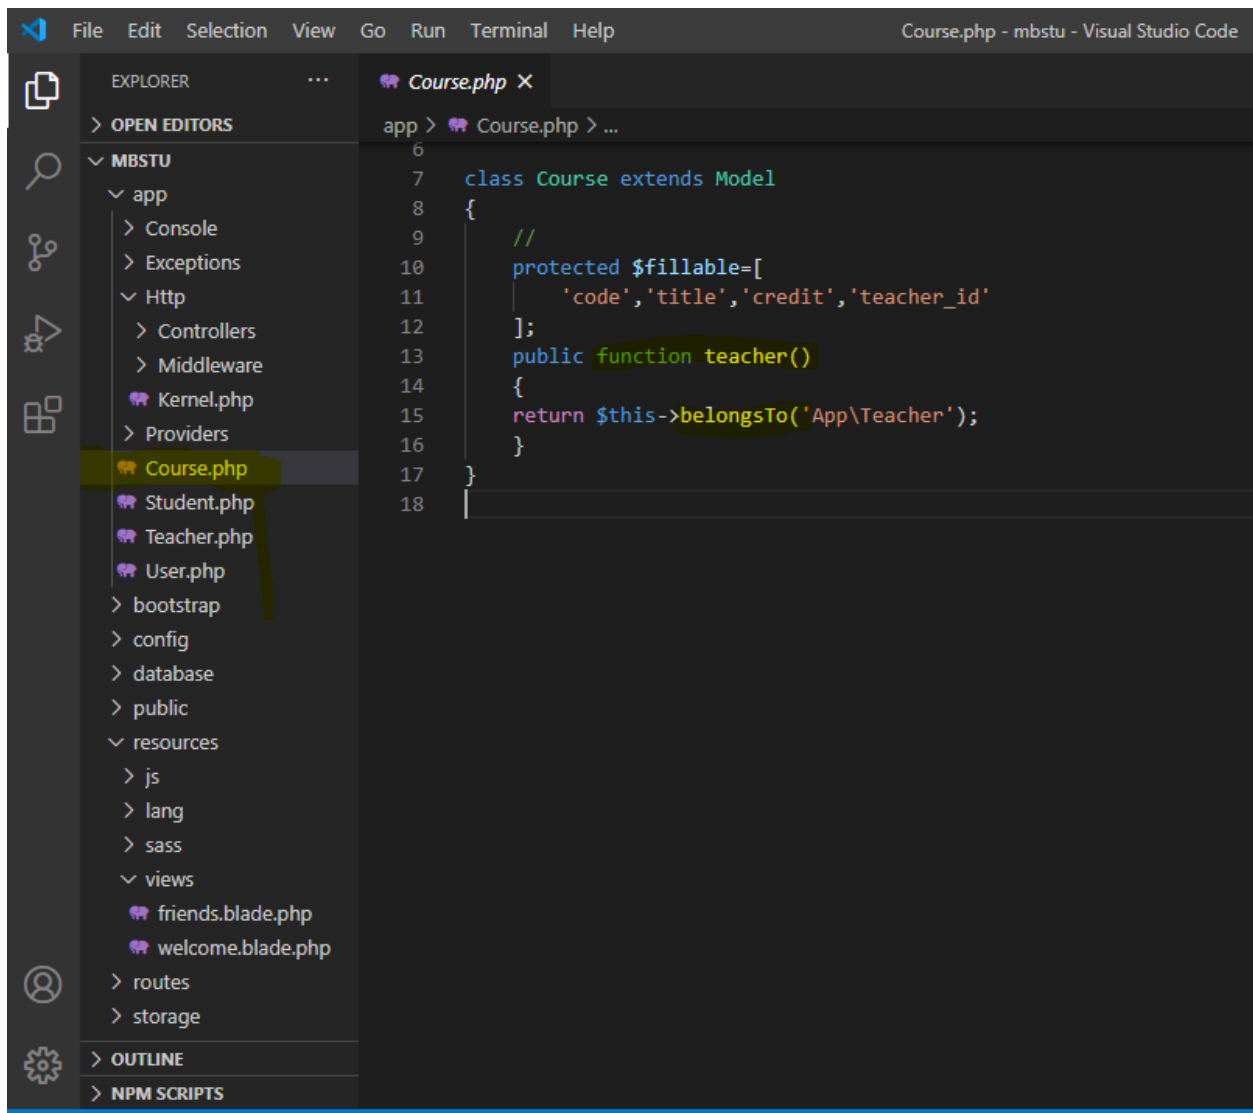 File Edit Selection View Go Run Terminal Help Course.php - mbstu - Visual Studio Code
EXPLORER ···
OPEN EDITORS
MBSTU
app
Console
Exceptions
Http
Controllers
Middleware
Kernel.php
Providers
Course.php
Student.php
Teacher.php
User.php
bootstrap
config
database
public
resources
js
lang
sass
views
friends.blade.php
welcome.blade.php
routes
storage
OUTLINE
NPM SCRIPTS
Course.php
app > Course.php > ...
6
7 class Course extends Model
8 {
9 //
10 protected $fillable=[
11 'code','title','credit','teacher_id'
12 ];
13 public function teacher()
14 {
15 return $this->belongsTo('App\Teacher');
16 }
17 }
18